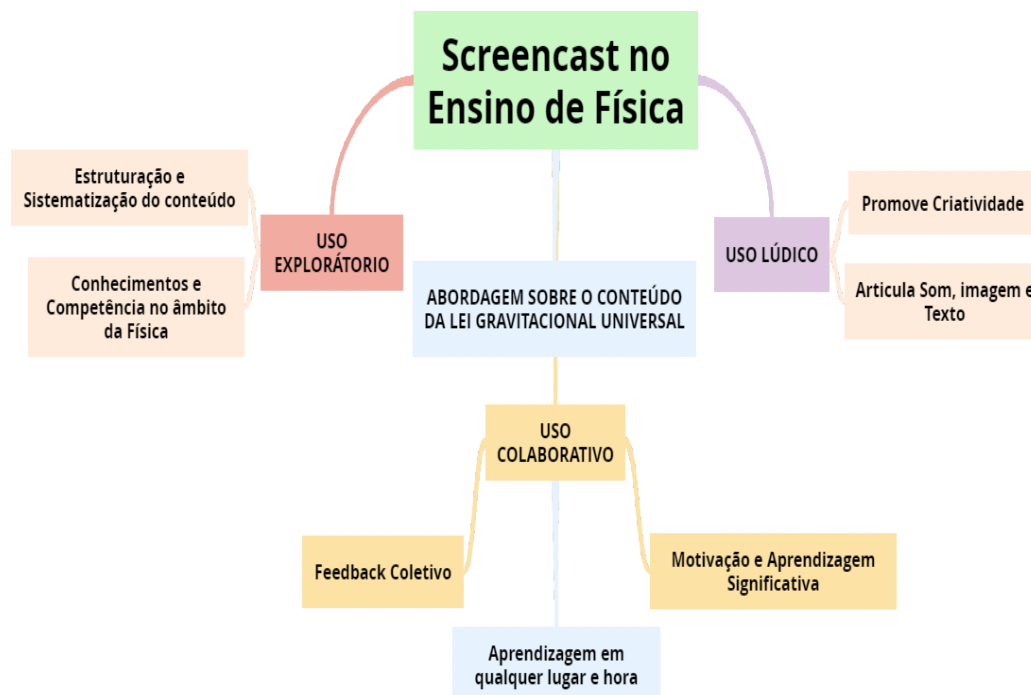 Screencast no
Ensino de Física
Estruturação e
Sistematização do conteúdo
USO
EXPLORÁTORIO
Conhecimentos e
Competência no âmbito
da Física
ABORDAGEM SOBRE O CONTEÚDO
DA LEI GRAVITACIONAL UNIVERSAL
USO LÚDICO
Promove Criatividade
Articula Som, imagem e
Texto
USO
COLABORATIVO
Feedback Coletivo
Motivação e Aprendizagem
Significativa
Aprendizagem em
qualquer lugar e hora